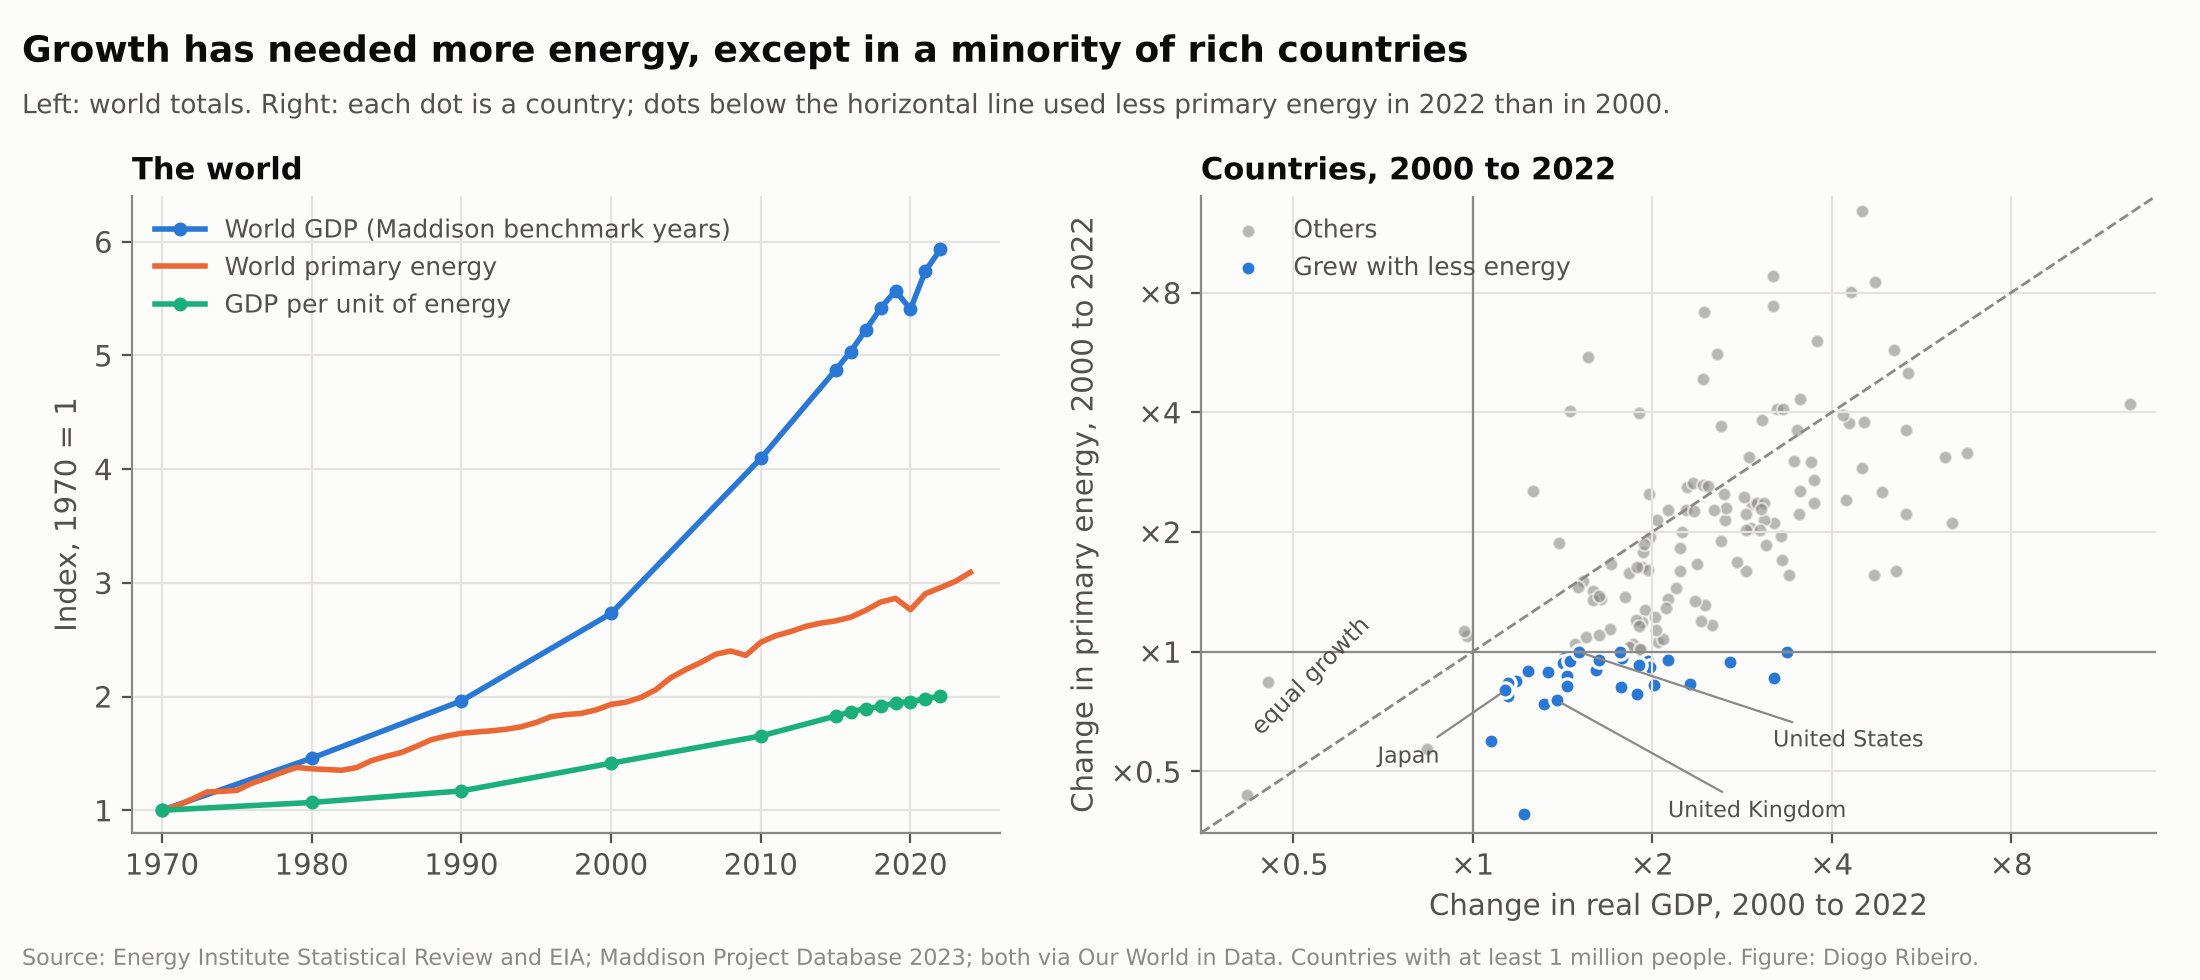 Growth has needed more energy, except in a minority of rich countries
Left: world totals. Right: each dot is a country; dots below the horizontal line used less primary energy in 2022 than in 2000.
The world
World GDP (Maddison benchmark years)
World primary energy
GDP per unit of energy
Index, 1970 = 1
6
5
4
3
2
1
1970
1980
1990
2000
2010
2020
Countries, 2000 to 2022
Others
Grew with less energy
Change in primary energy, 2000 to 2022
×8
×4
×2
×1
×0.5
equal growth
Japan
United States
United Kingdom
×0.5
×1
×2
×4
×8
Change in real GDP, 2000 to 2022
Source: Energy Institute Statistical Review and EIA; Maddison Project Database 2023; both via Our World in Data. Countries with at least 1 million people. Figure: Diogo Ribeiro.